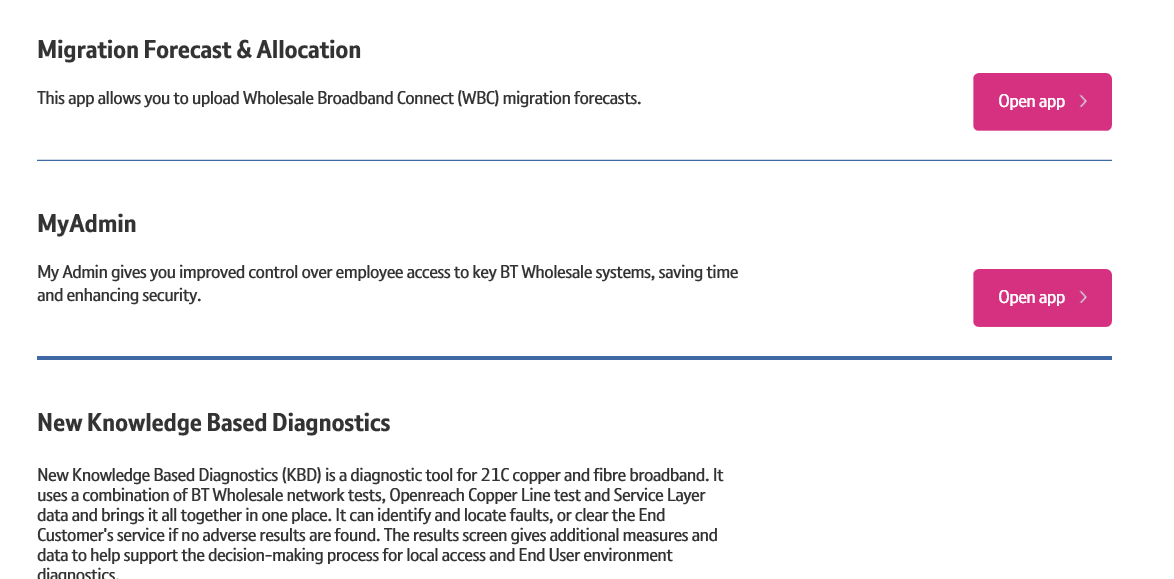 Migration Forecast & Allocation
This app allows you to upload Wholesale Broadband Connect (WBC) migration forecasts.
Open app
MyAdmin
My Admin gives you improved control over employee access to key BT Wholesale systems, saving time
and enhancing security.
Open app
New Knowledge Based Diagnostics
New Knowledge Based Diagnostics (KBD) is a diagnostic tool for 21C copper and fibre broadband. It
uses a combination of BT Wholesale network tests, Openreach Copper Line test and Service Layer
data and brings it all together in one place. It can identify and locate faults, or clear the End
Customer's service if no adverse results are found. The results screen gives additional measures and
data to help support the decision-making process for local access and End User environment
diagnostics.